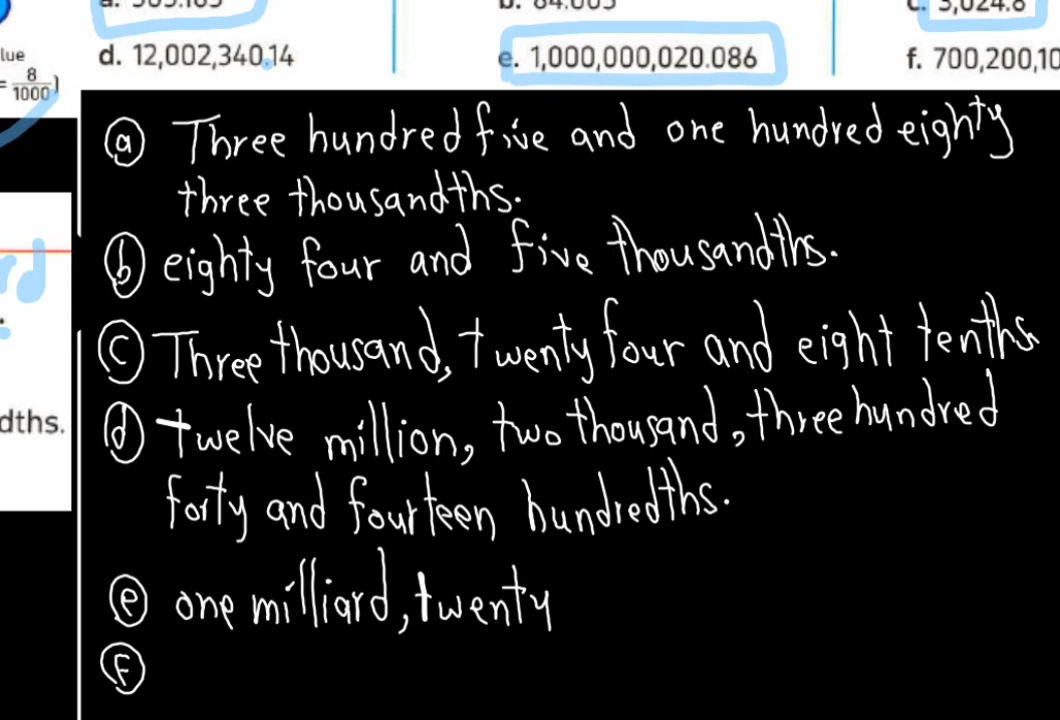 d. 12,002,340.14
e. 1,000,000,020.086
f. 700,200,10
lue
= 8/1000)
ⓐ Three hundred five and one hundred eighty
three thousandths.
ⓑ eighty four and five thousandths.
ⓒ Three thousand, twenty four and eight tenths
ⓓ twelve million, two thousand, three hundred
forty and fourteen hundredths.
ⓔ one milliard, twenty
ⓕ
rd
dths.